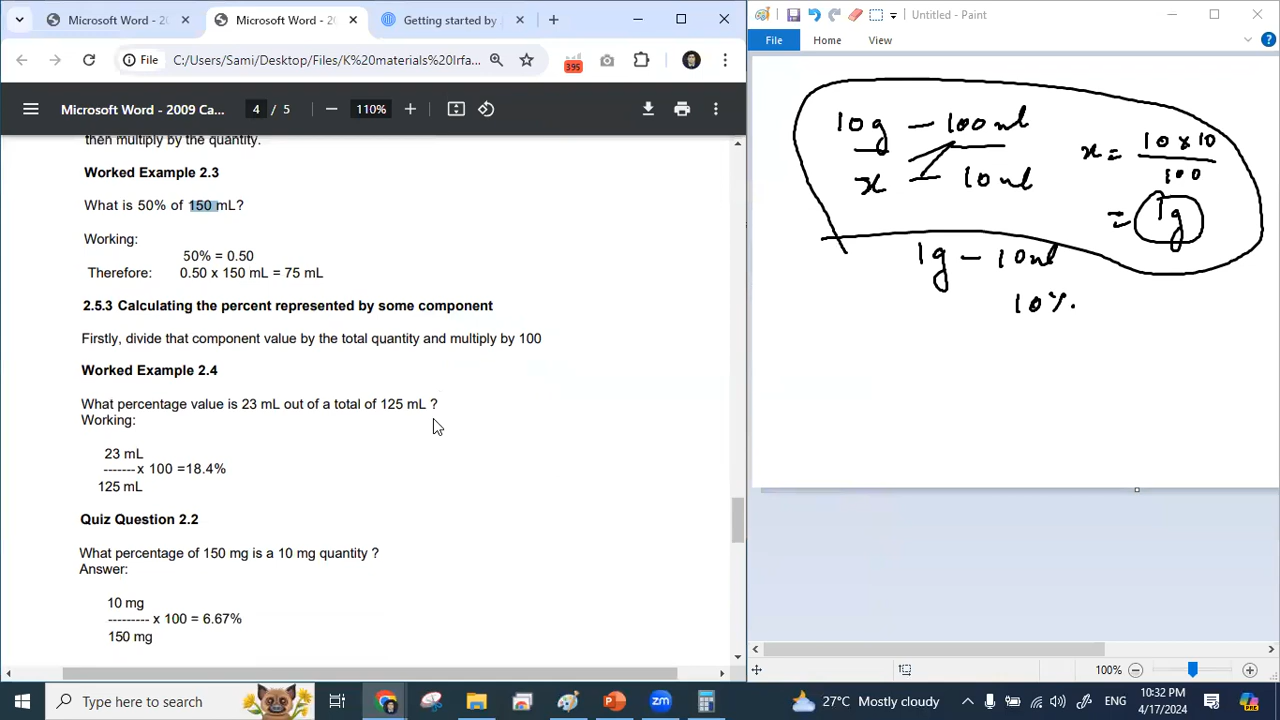 Microsoft Word - 20
Microsoft Word - 20
Getting started by
Untitled - Paint
File
C:/Users/Sami/Desktop/Files/K%20materials%20Irfa...
395
File
Home
View
Microsoft Word - 2009 Ca...
4 / 5
110%
then multiply by the quantity.
Worked Example 2.3
What is 50% of 150 mL?
Working:
50% = 0.50
Therefore: 0.50 x 150 mL = 75 mL
2.5.3 Calculating the percent represented by some component
Firstly, divide that component value by the total quantity and multiply by 100
Worked Example 2.4
What percentage value is 23 mL out of a total of 125 mL ?
Working:
23 mL
------- x 100 =18.4%
125 mL
Quiz Question 2.2
What percentage of 150 mg is a 10 mg quantity ?
Answer:
10 mg
--------- x 100 = 6.67%
150 mg
10g — 100ml
x — 10ml
x = 10 x 10
100
= 1g
1g — 10ml
10%.
100%
Type here to search
27°C Mostly cloudy
ENG
10:32 PM
4/17/2024
PRE